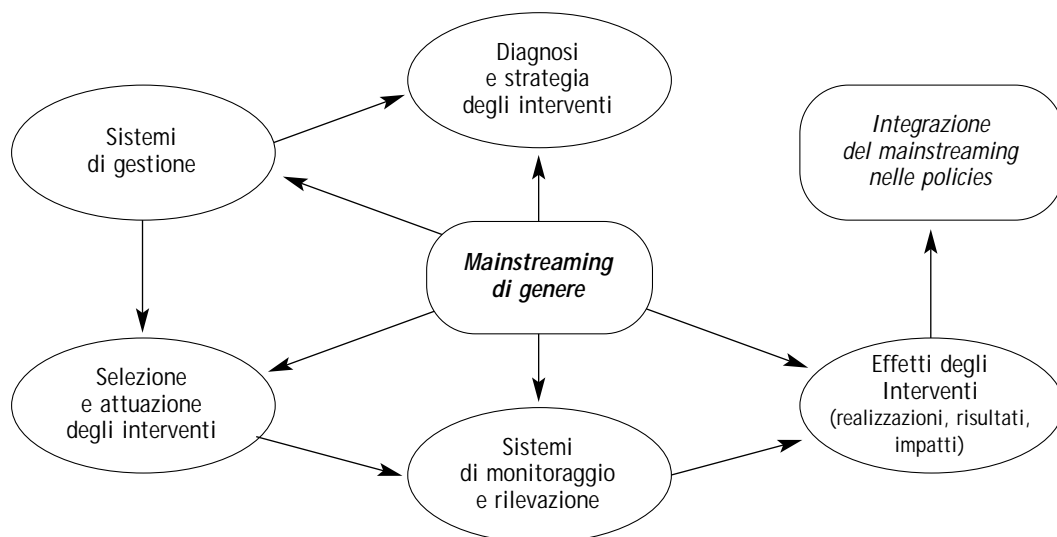 Diagnosi
e strategia
degli interventi
Sistemi
di gestione
Integrazione
del mainstreaming
nelle policies
Mainstreaming
di genere
Selezione
e attuazione
degli interventi
Sistemi
di monitoraggio
e rilevazione
Effetti degli
Interventi
(realizzazioni, risultati,
impatti)